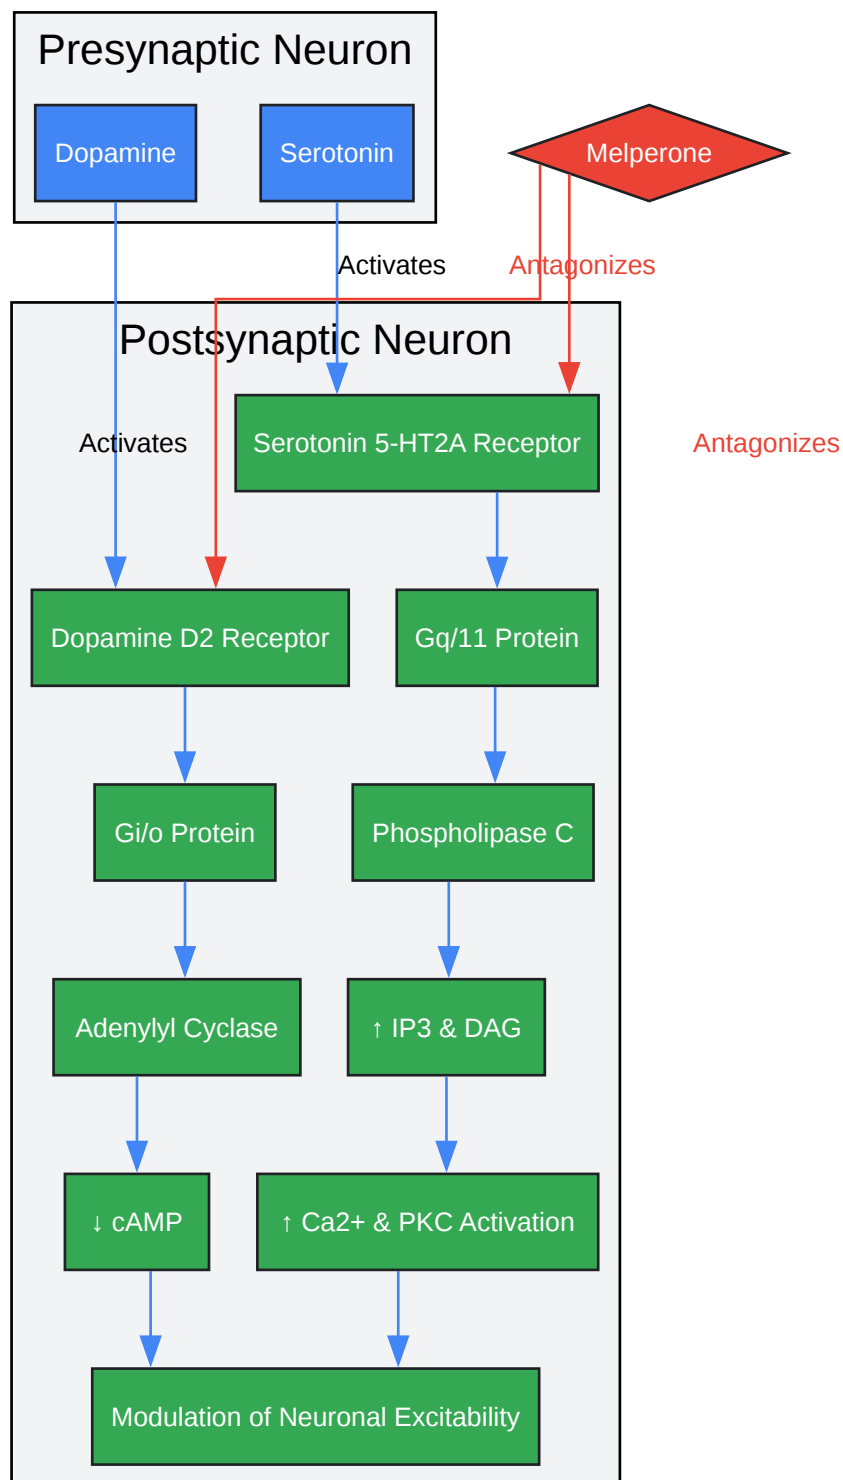 Presynaptic Neuron
Dopamine
Serotonin
Melperone
Activates
Antagonizes
Postsynaptic Neuron
Activates
Serotonin 5-HT2A Receptor
Antagonizes
Dopamine D2 Receptor
Gq/11 Protein
Gi/o Protein
Phospholipase C
Adenylyl Cyclase
↑ IP3 & DAG
↓ cAMP
↑ Ca2+ & PKC Activation
Modulation of Neuronal Excitability